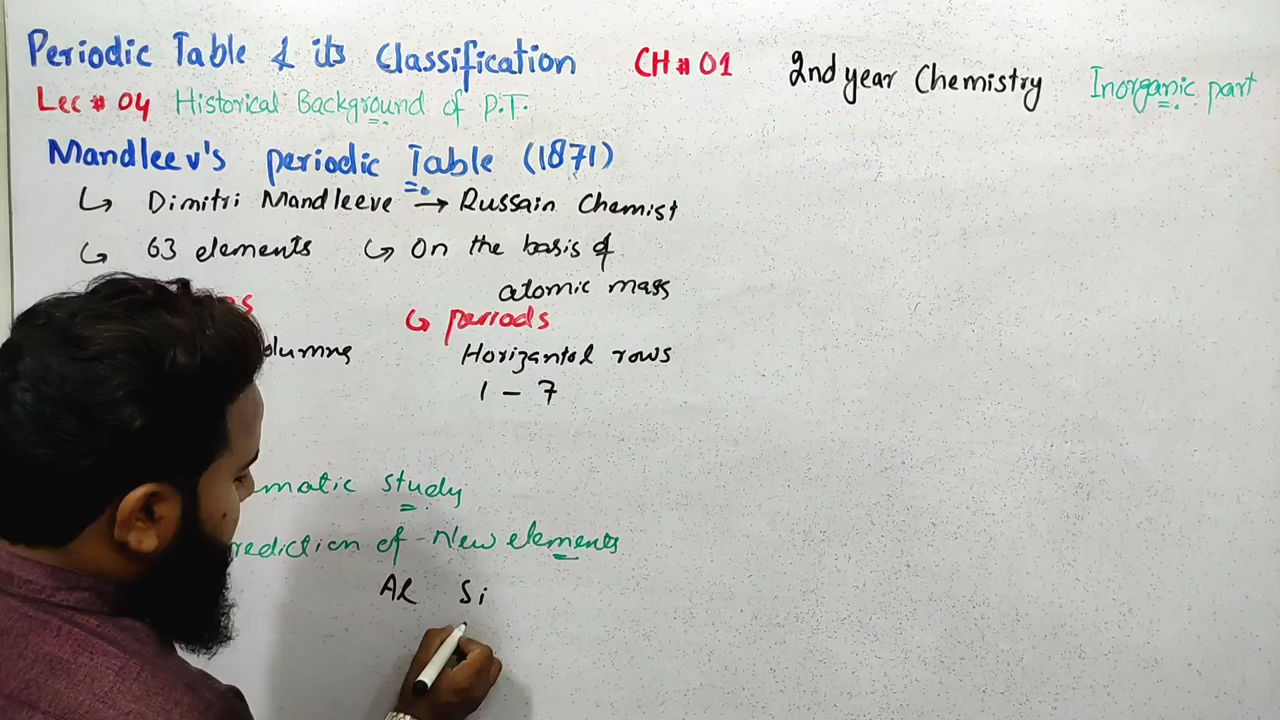 Periodic Table & its Classification CH # 01 2nd year Chemistry Inorganic part
Lec # 04 Historical Background of P.T.
Mandleev's periodic Table (1871)
↳ Dimitri Mandleeve → Russain Chemist
↳ 63 elements ↳ On the basis of
atomic mass
↳ periods
Horizantal rows
1 – 7
study
of New elements
Al Si